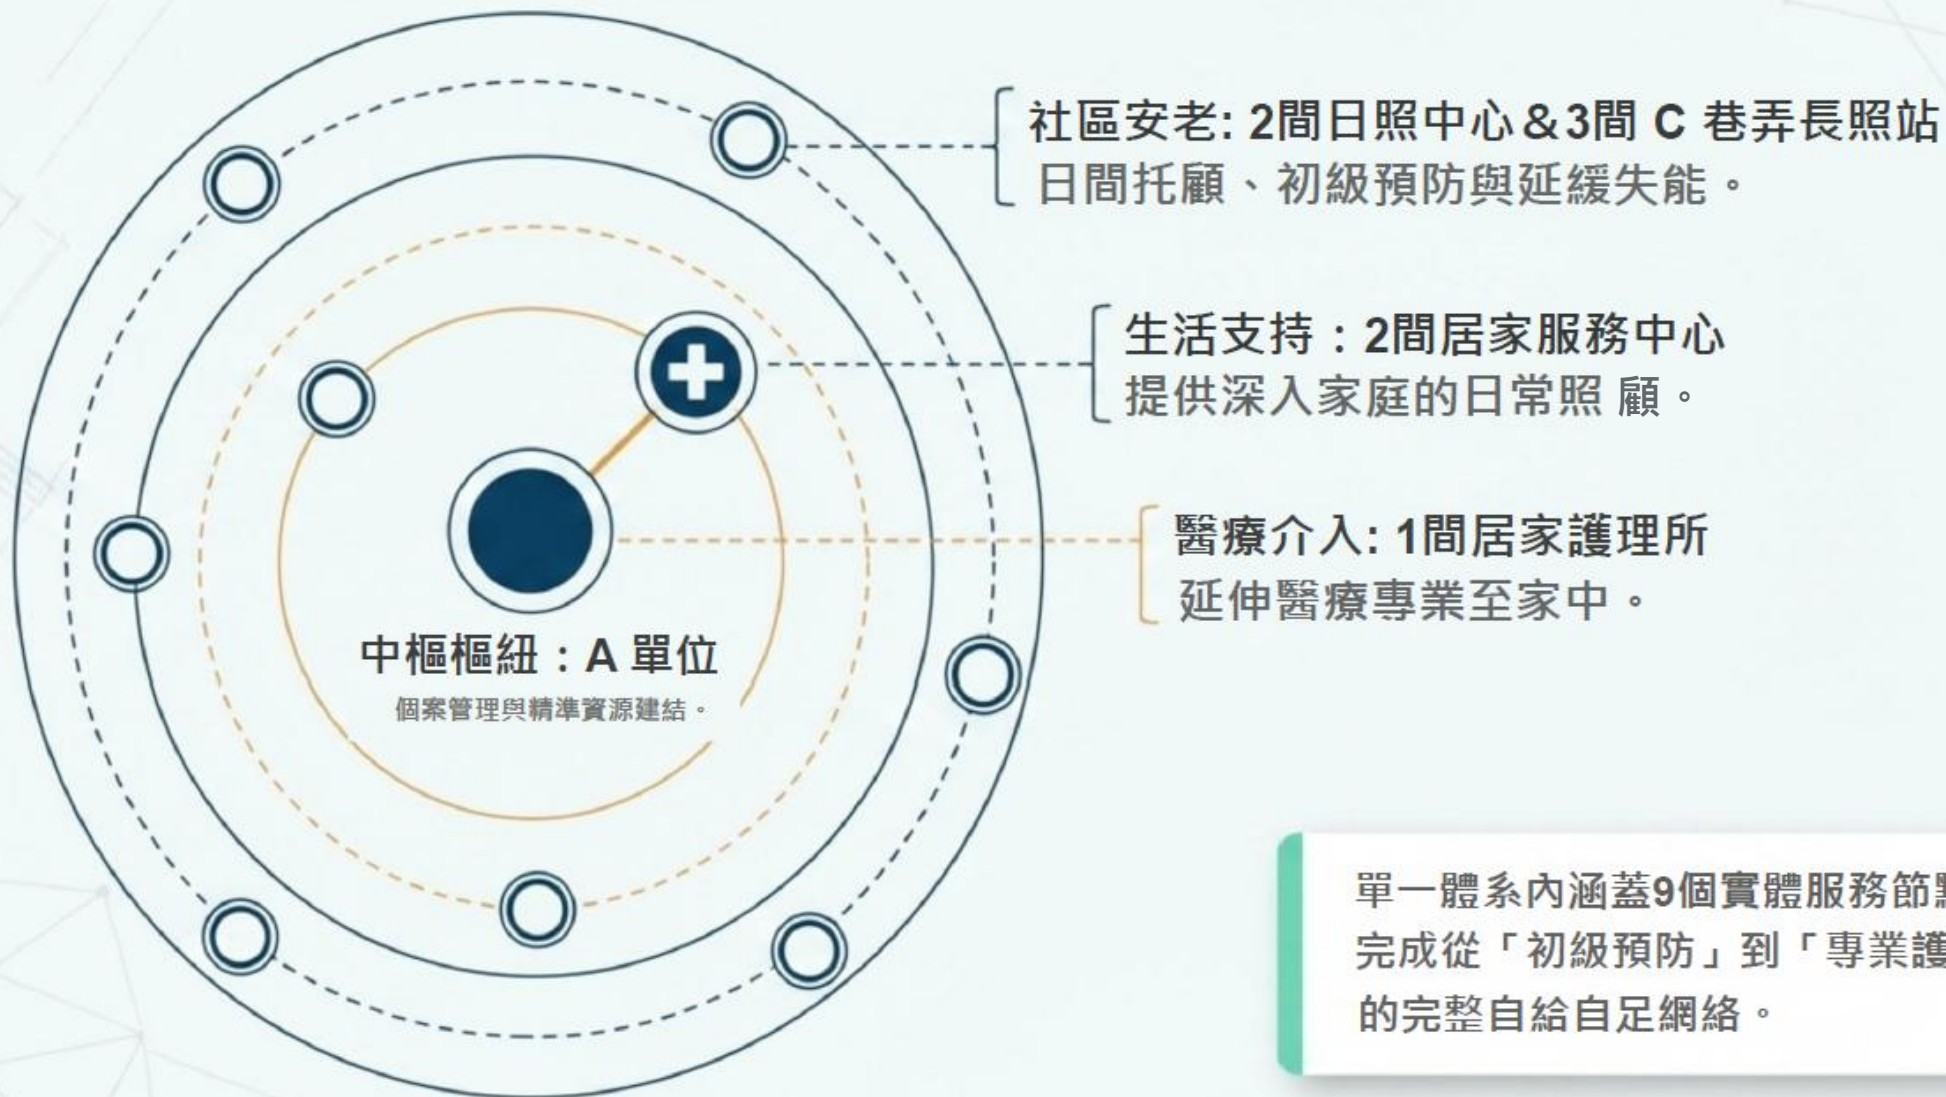 社區安老: 2間日照中心&3間 C 巷弄長照站
日間托顧、初級預防與延緩失能。
生活支持：2間居家服務中心
提供深入家庭的日常照 顧。
醫療介入: 1間居家護理所
延伸醫療專業至家中。
中樞樞紐：A 單位
個案管理與精準資源建結。
單一體系內涵蓋9個實體服務節
完成從「初級預防」到「專業護
的完整自給自足網絡。